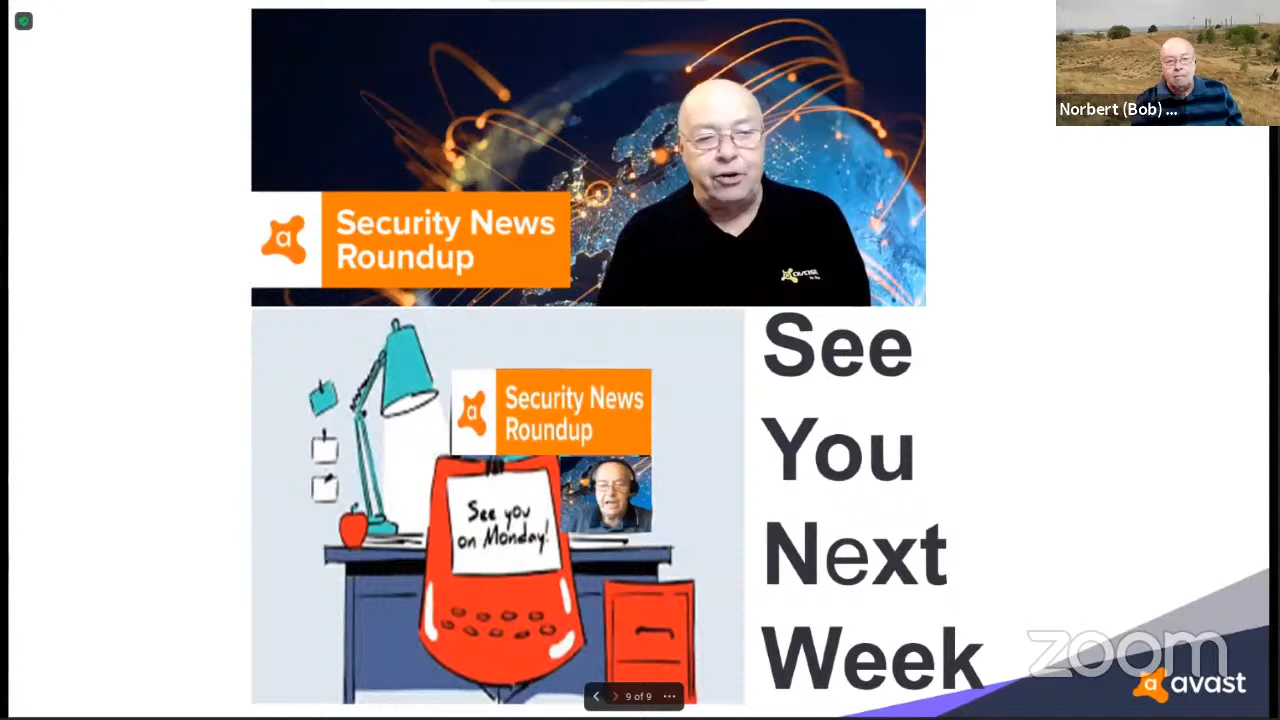 Norbert (Bob) ...
a
Security News
Roundup
avast
a
Security News
Roundup
See you
on Monday!
See
You
Next
Week
9 of 9
zoom
a avast